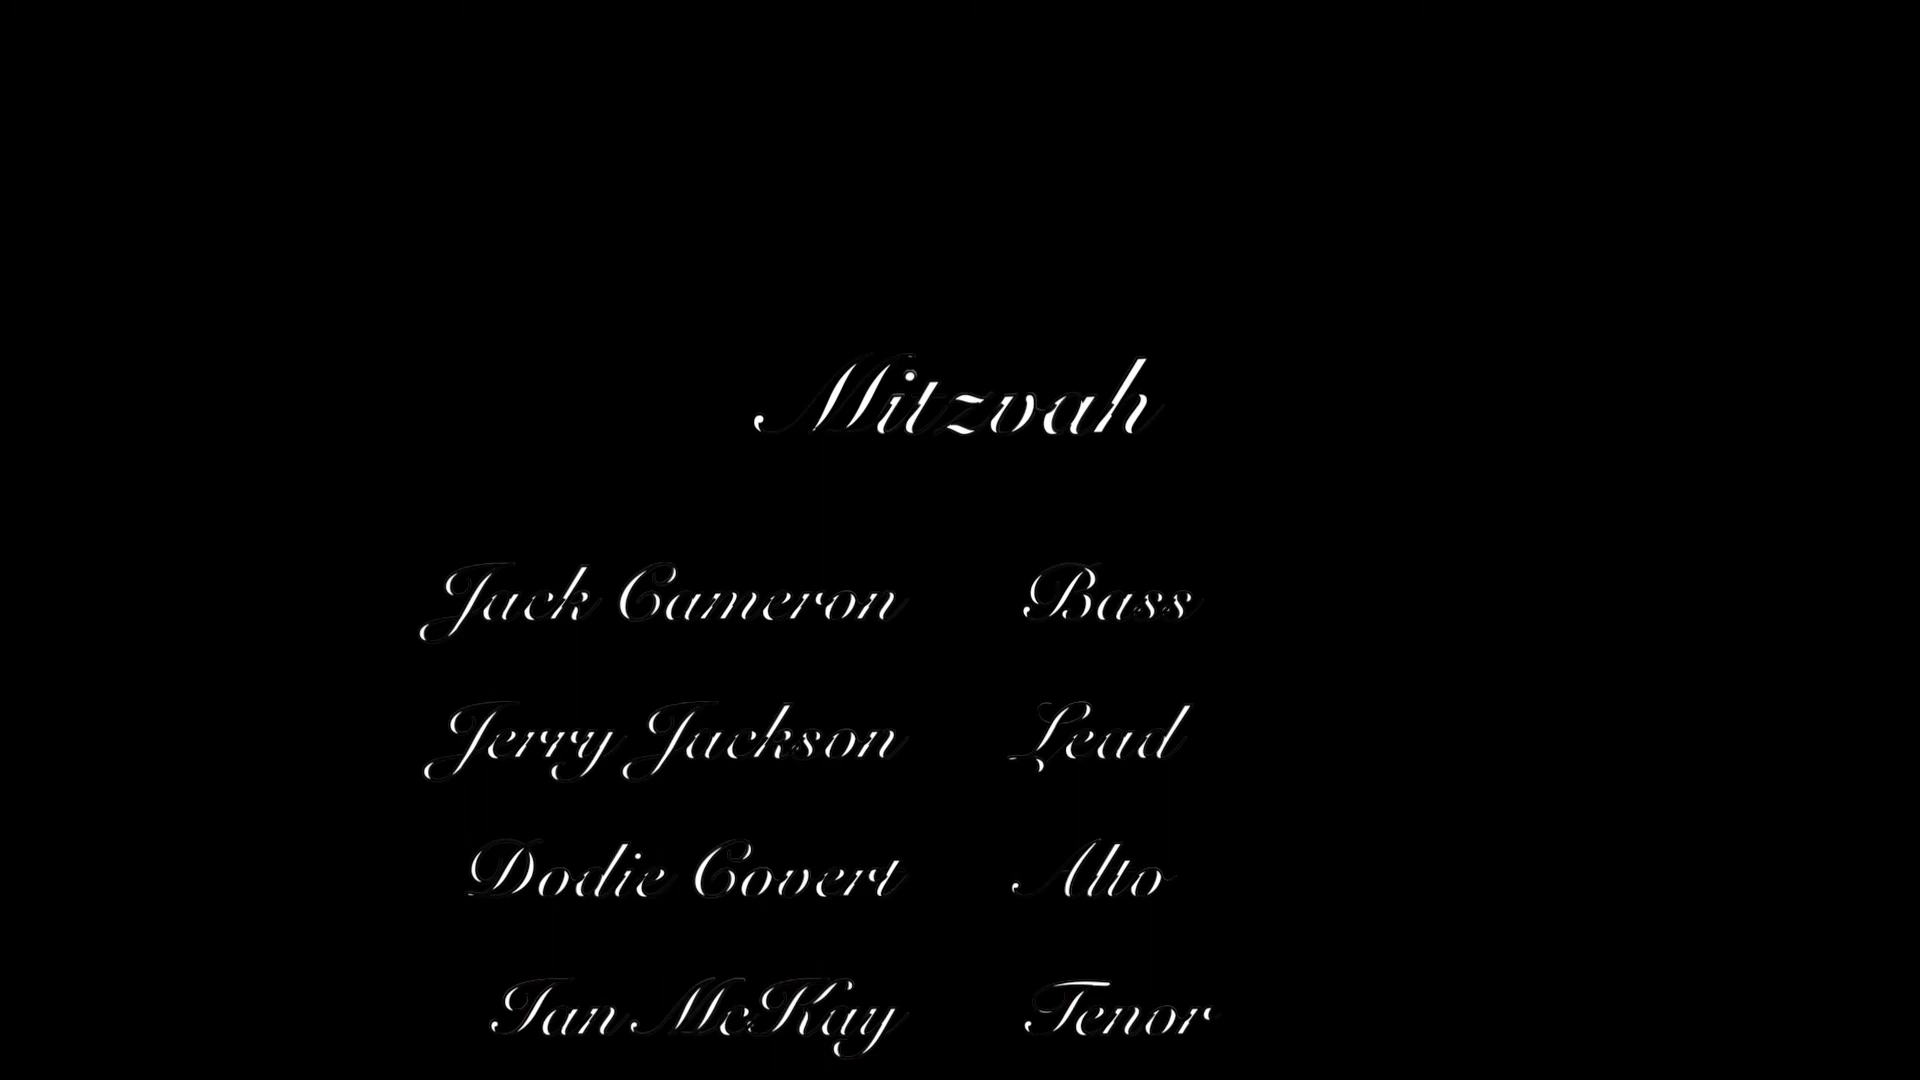 Mitzvah
Jack Cameron Bass
Jerry Jackson Lead
Dodie Covert Alto
Ian McKay Tenor